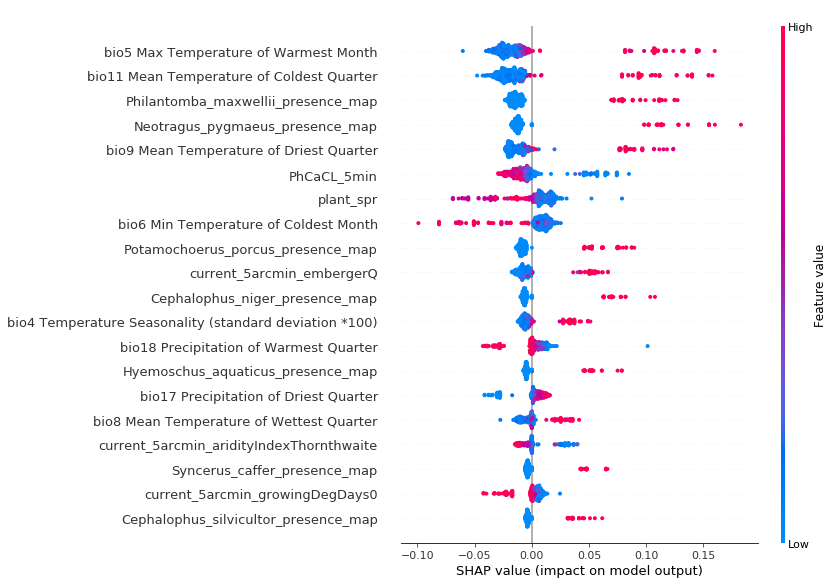 High
bio5 Max Temperature of Warmest Month
bio11 Mean Temperature of Coldest Quarter
Philantomba_maxwellii_presence_map
Neotragus_pygmaeus_presence_map
bio9 Mean Temperature of Driest Quarter
PhCaCL_5min
plant_spr
bio6 Min Temperature of Coldest Month
Potamochoerus_porcus_presence_map
current_5arcmin_embergerQ
Cephalophus_niger_presence_map
bio4 Temperature Seasonality (standard deviation *100)
bio18 Precipitation of Warmest Quarter
Hyemoschus_aquaticus_presence_map
bio17 Precipitation of Driest Quarter
bio8 Mean Temperature of Wettest Quarter
current_5arcmin_aridityIndexThornthwaite
Syncerus_caffer_presence_map
current_5arcmin_growingDegDays0
Cephalophus_silvicultor_presence_map
Feature value
Low
−0.10 −0.05 0.00 0.05 0.10 0.15
SHAP value (impact on model output)